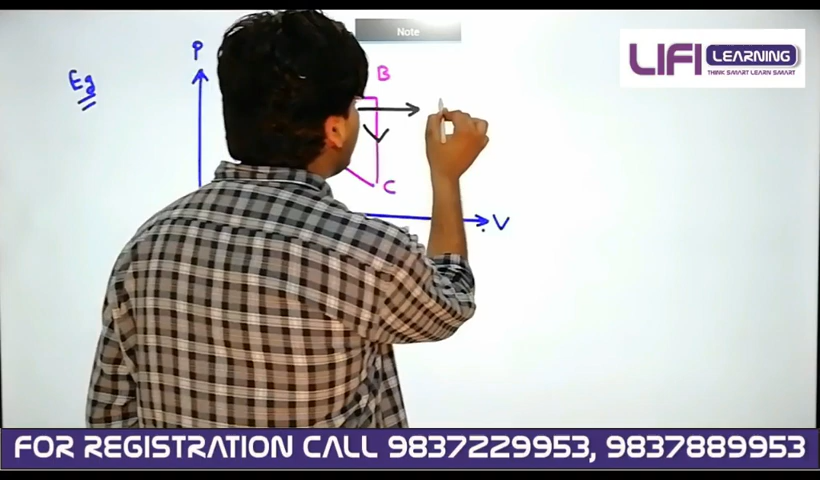 Note
LIFI LEARNING
THINK SMART LEARN SMART
P
Eg
B
C
V
FOR REGISTRATION CALL 9837229953, 9837889953